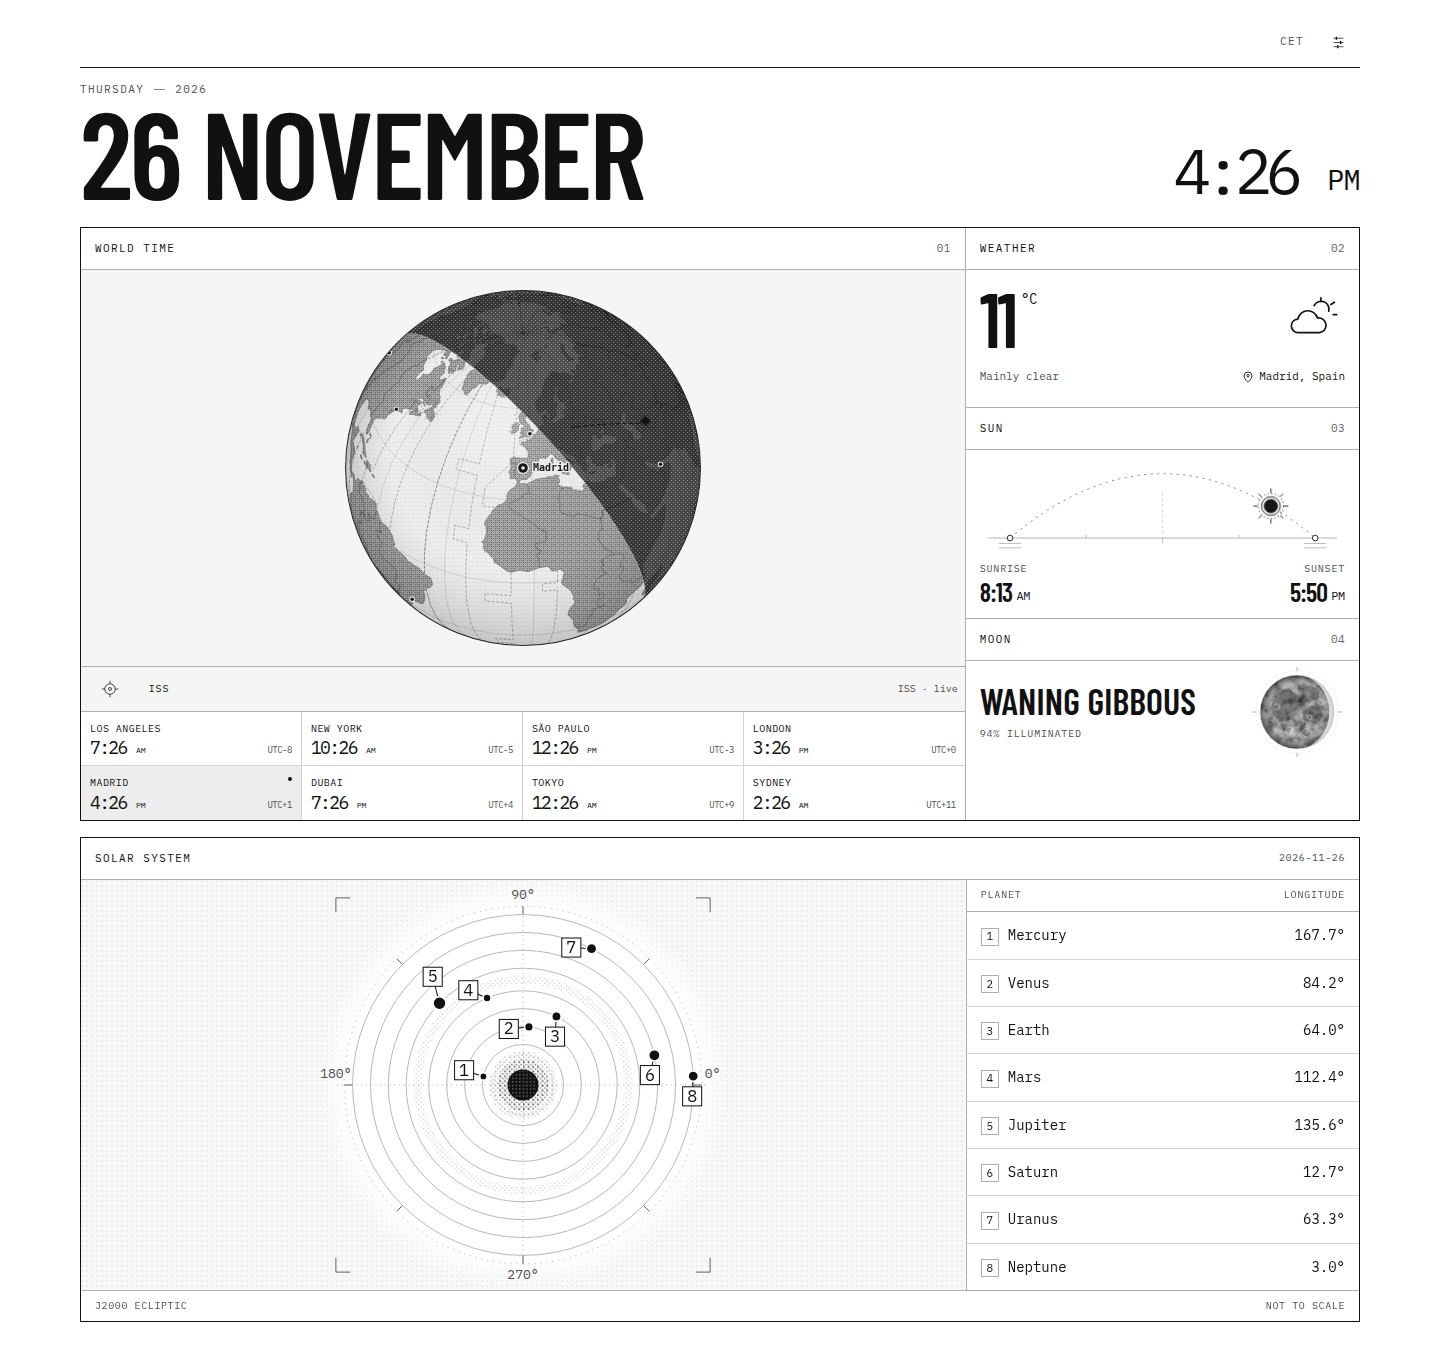 CET
THURSDAY — 2026
26 NOVEMBER
4:26 PM
WORLD TIME 01
Madrid
ISS ISS · live
LOS ANGELES
7:26 AM UTC-8
NEW YORK
10:26 AM UTC-5
SÃO PAULO
12:26 PM UTC-3
LONDON
3:26 PM UTC+0
MADRID
4:26 PM UTC+1
DUBAI
7:26 PM UTC+4
TOKYO
12:26 AM UTC+9
SYDNEY
2:26 AM UTC+11
WEATHER 02
11 °C
Mainly clear Madrid, Spain
SUN 03
SUNRISE SUNSET
8:13 AM 5:50 PM
MOON 04
WANING GIBBOUS
94% ILLUMINATED
SOLAR SYSTEM 2026-11-26
90°
7
5
4
2
3
1
180°
0°
6
8
270°
PLANET LONGITUDE
1 Mercury 167.7°
2 Venus 84.2°
3 Earth 64.0°
4 Mars 112.4°
5 Jupiter 135.6°
6 Saturn 12.7°
7 Uranus 63.3°
8 Neptune 3.0°
J2000 ECLIPTIC NOT TO SCALE